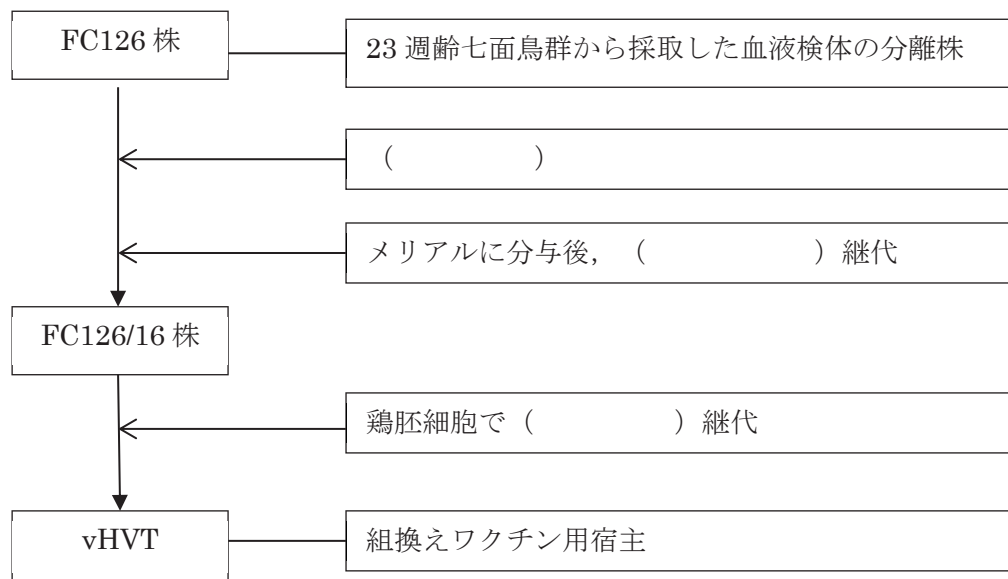 FC126 株
23 週齢七面鳥群から採取した血液検体の分離株
（　　　　　）
メリアルに分与後，（　　　　　　）継代
FC126/16 株
鶏胚細胞で（　　　　　）継代
vHVT
組換えワクチン用宿主